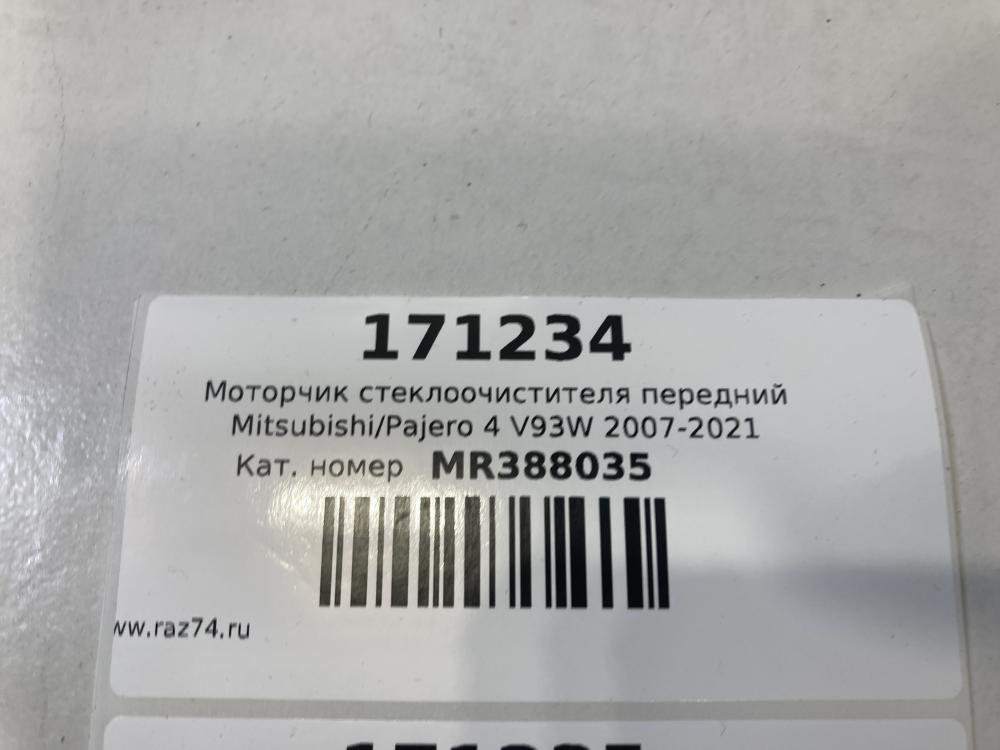 171234
Моторчик стеклоочистителя передний
Mitsubishi/Pajero 4 V93W 2007-2021
Кат. номер MR388035
ww.raz74.ru